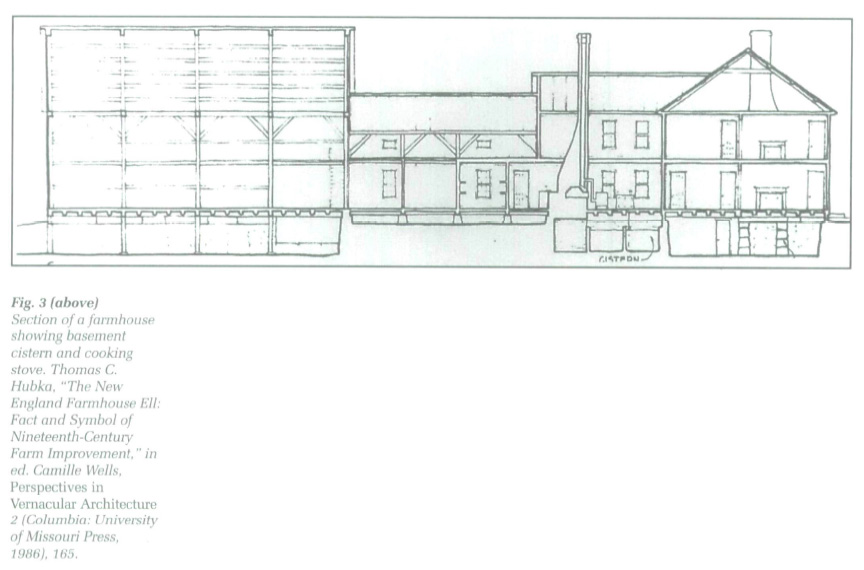 CISTERN
Fig. 3 (above)
Section of a farmhouse
showing basement
cistern and cooking
stove. Thomas C.
Hubka, “The New
England Farmhouse Ell:
Fact and Symbol of
Nineteenth-Century
Farm Improvement,” in
ed. Camille Wells,
Perspectives in
Vernacular Architecture
2 (Columbia: University
of Missouri Press,
1986), 165.